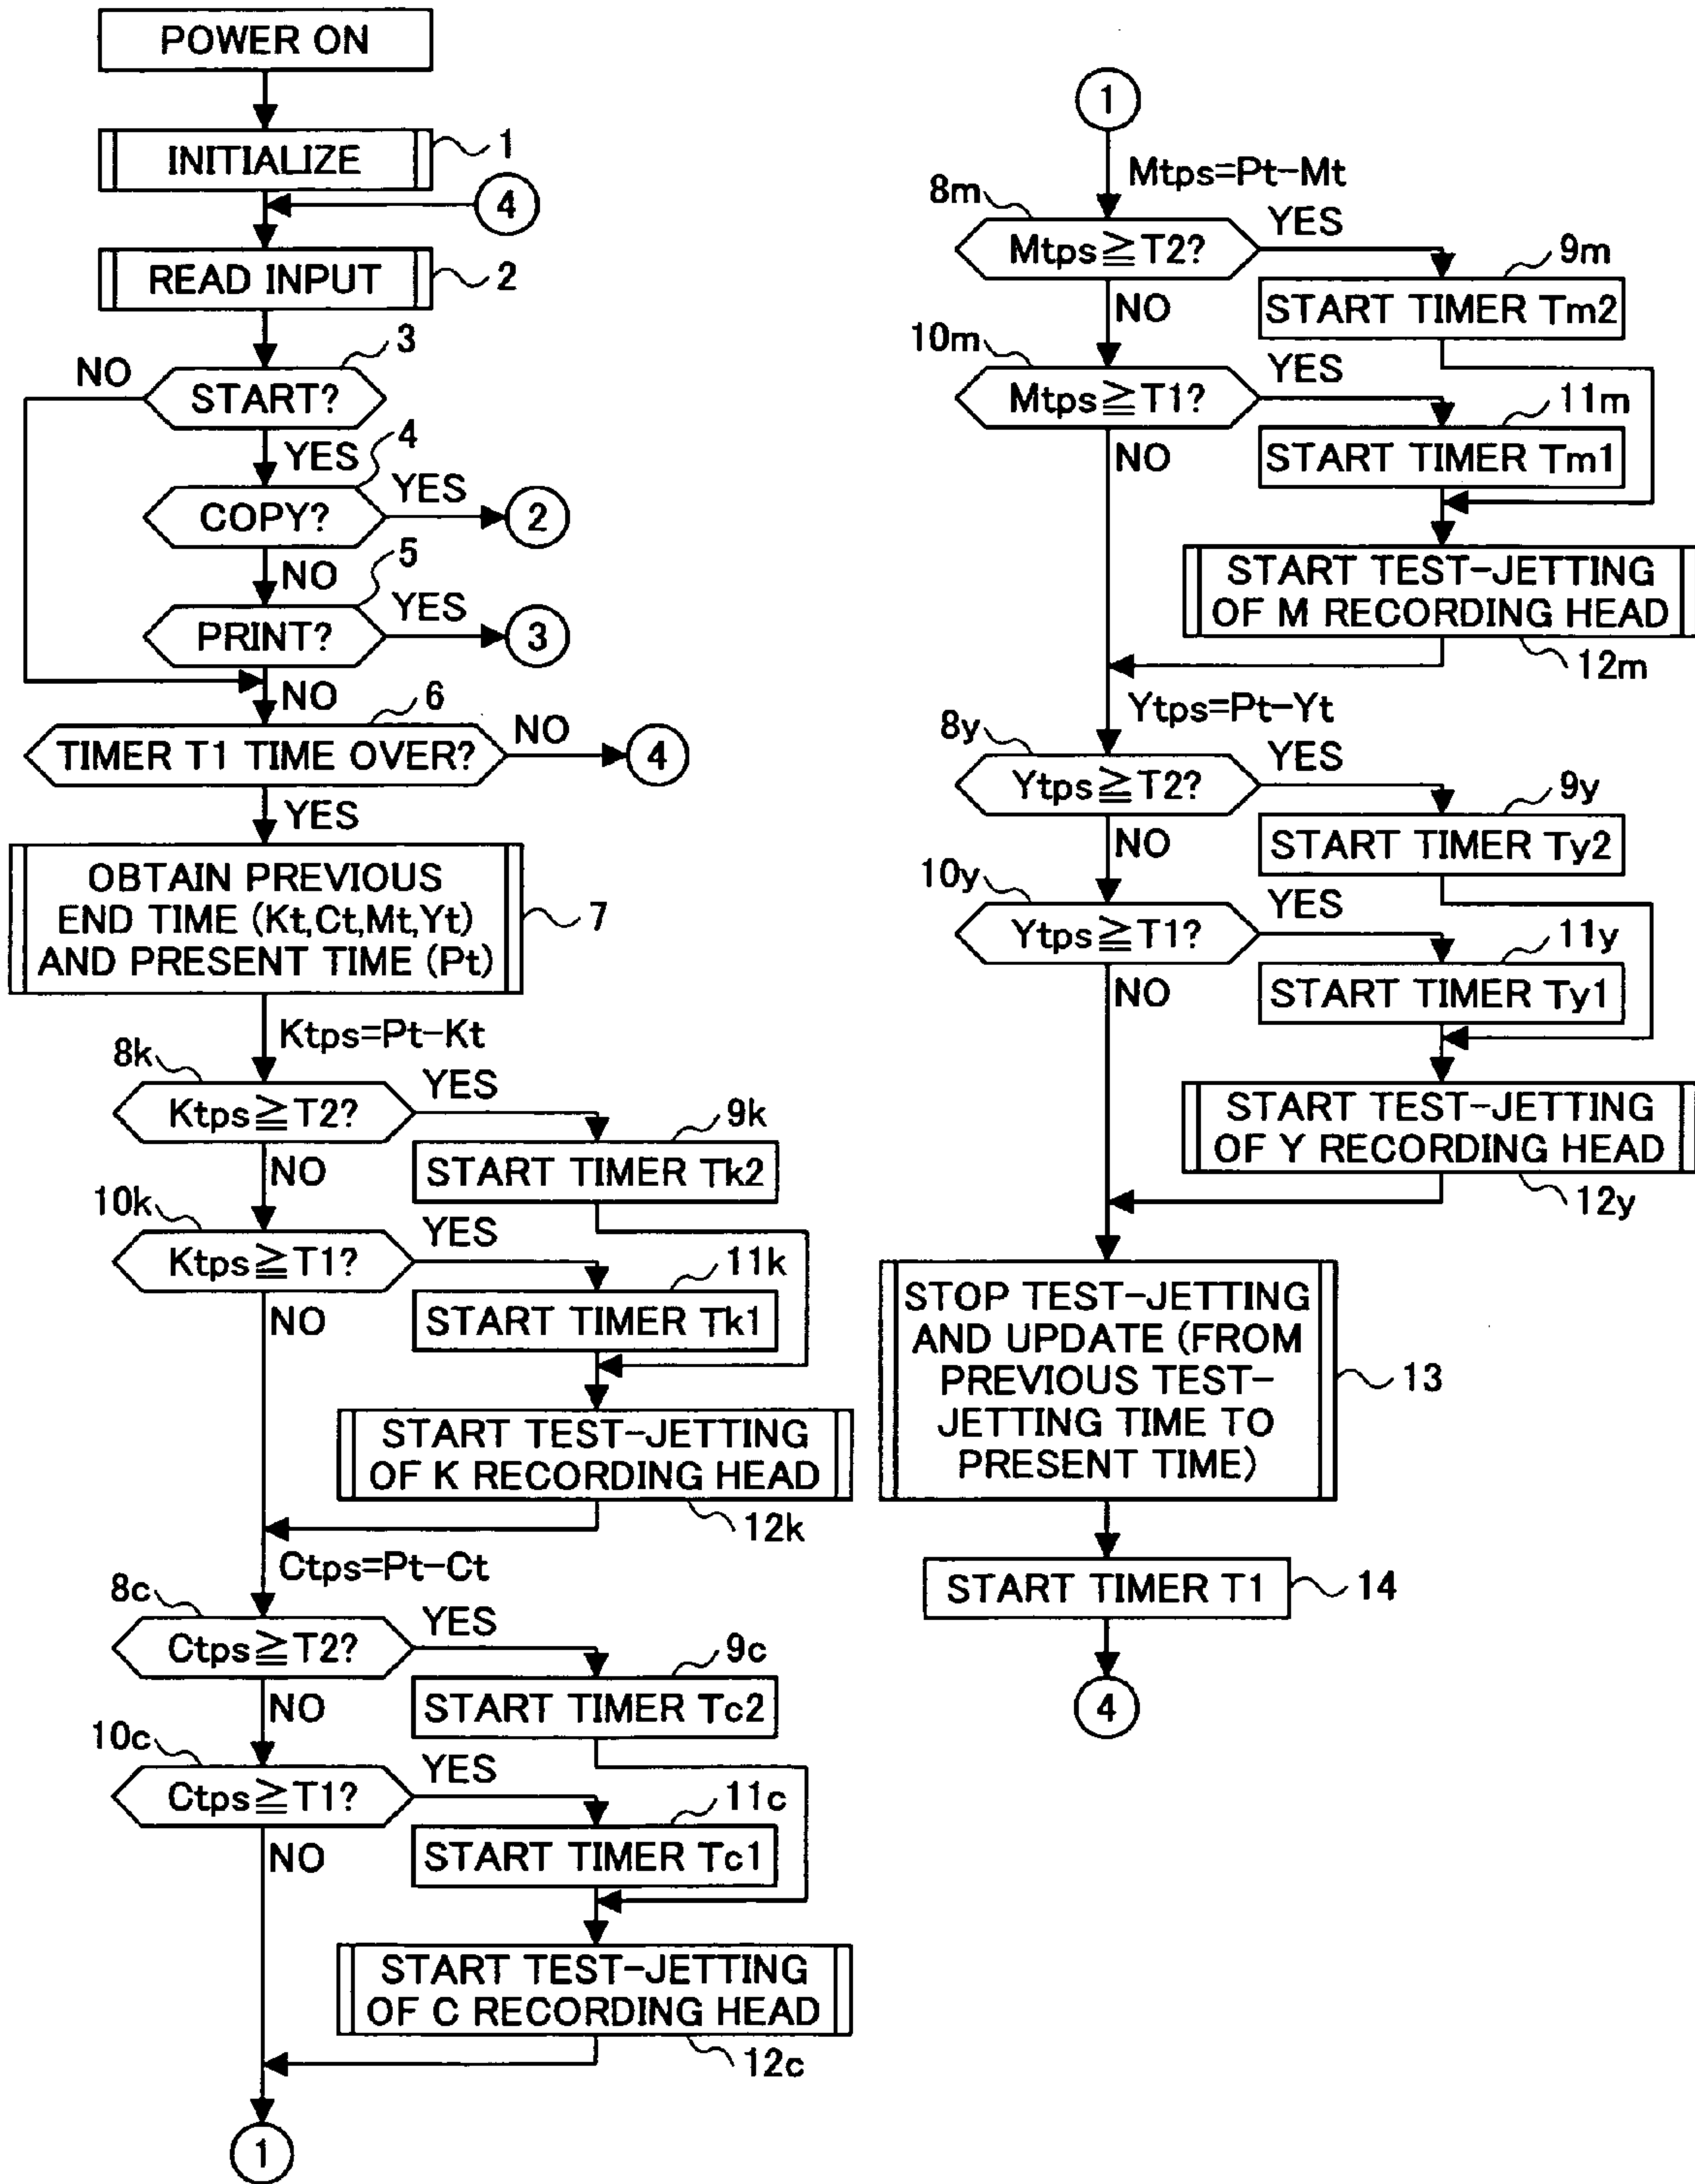 POWER ON
INITIALIZE
1
4
READ INPUT
2
3
NO
START?
YES
4
COPY?
YES
2
NO
5
PRINT?
YES
3
NO
6
TIMER T1 TIME OVER?
NO
4
YES
OBTAIN PREVIOUS
END TIME (Kt,Ct,Mt,Yt)
AND PRESENT TIME (Pt)
7
Ktps=Pt-Kt
8k
Ktps≧T2?
YES
9k
START TIMER Tk2
NO
10k
Ktps≧T1?
YES
11k
START TIMER Tk1
NO
START TEST-JETTING
OF K RECORDING HEAD
12k
Ctps=Pt-Ct
8c
Ctps≧T2?
YES
9c
START TIMER Tc2
NO
10c
Ctps≧T1?
YES
11c
START TIMER Tc1
NO
START TEST-JETTING
OF C RECORDING HEAD
12c
1
1
Mtps=Pt-Mt
8m
Mtps≧T2?
YES
9m
START TIMER Tm2
NO
10m
Mtps≧T1?
YES
11m
START TIMER Tm1
NO
START TEST-JETTING
OF M RECORDING HEAD
12m
Ytps=Pt-Yt
8y
Ytps≧T2?
YES
9y
START TIMER Ty2
NO
10y
Ytps≧T1?
YES
11y
START TIMER Ty1
NO
START TEST-JETTING
OF Y RECORDING HEAD
12y
STOP TEST-JETTING
AND UPDATE (FROM
PREVIOUS TEST-
JETTING TIME TO
PRESENT TIME)
13
START TIMER T1
14
4